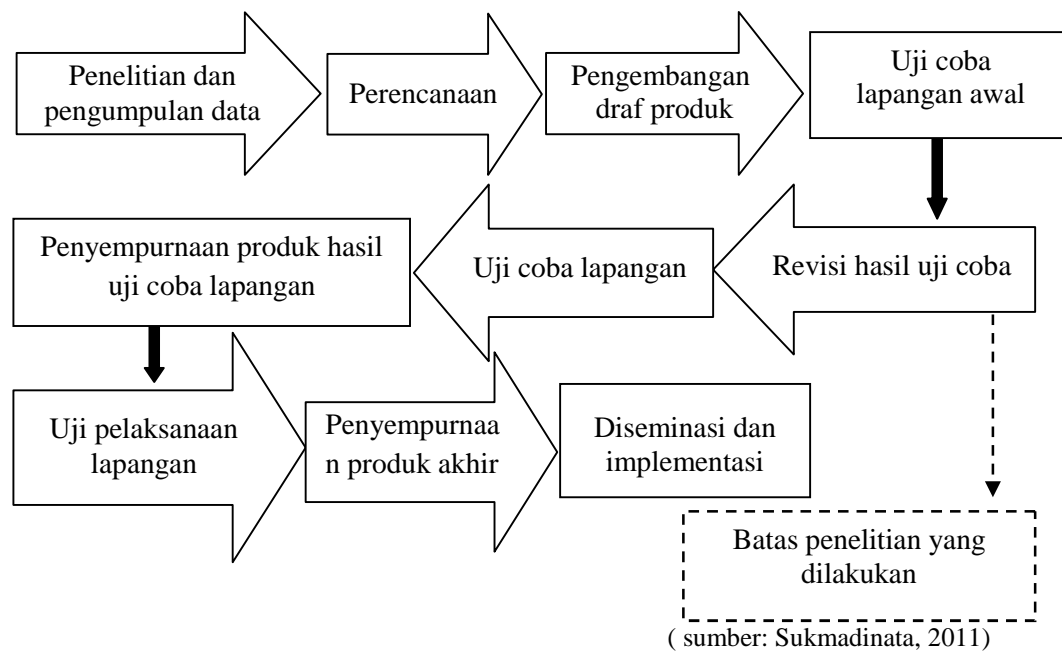 Penelitian dan
pengumpulan data
Perencanaan
Pengembangan
draf produk
Uji coba
lapangan awal
Revisi hasil uji coba
Uji coba lapangan
Penyempurnaan produk hasil
uji coba lapangan
Uji pelaksanaan
lapangan
Penyempurnaa
n produk akhir
Diseminasi dan
implementasi
Batas penelitian yang
dilakukan
( sumber: Sukmadinata, 2011)